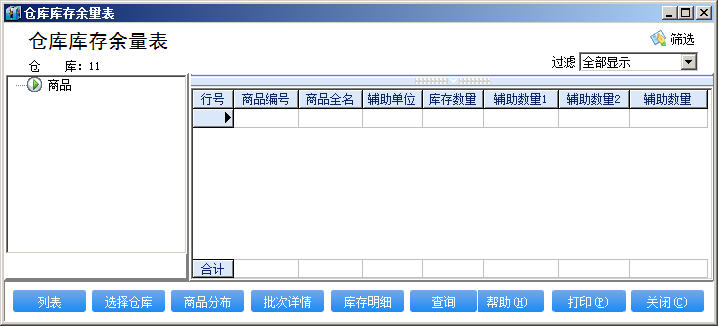 仓库库存余量表
仓库库存余量表
筛选
仓 库: 11
过滤 全部显示
商品
行号 商品编号 商品全名 辅助单位 库存数量 辅助数量1 辅助数量2 辅助数量
合计
列表 选择仓库 商品分布 批次详情 库存明细 查询 帮助(H) 打印(P) 关闭(C)